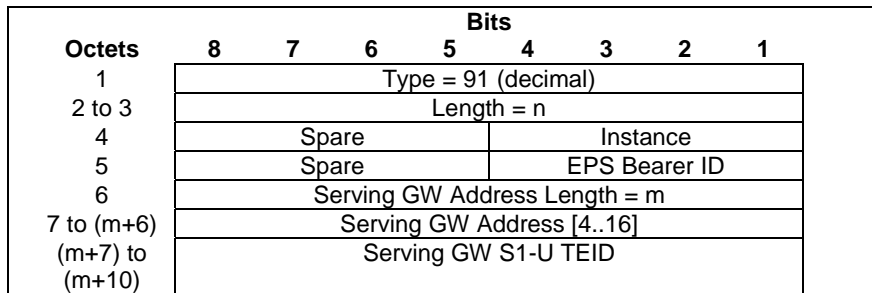 Bits
Octets 8 7 6 5 4 3 2 1
1 Type = 91 (decimal)
2 to 3 Length = n
4 Spare Instance
5 Spare EPS Bearer ID
6 Serving GW Address Length = m
7 to (m+6) Serving GW Address [4..16]
(m+7) to Serving GW S1-U TEID
(m+10)